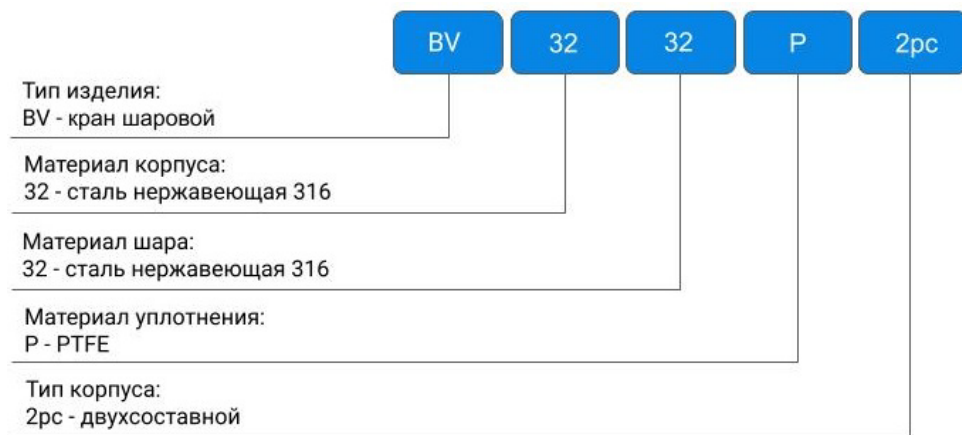 BV 32 32 P 2pc
Тип изделия:
BV - кран шаровой
Материал корпуса:
32 - сталь нержавеющая 316
Материал шара:
32 - сталь нержавеющая 316
Материал уплотнения:
P - PTFE
Тип корпуса:
2pc - двухсоставной